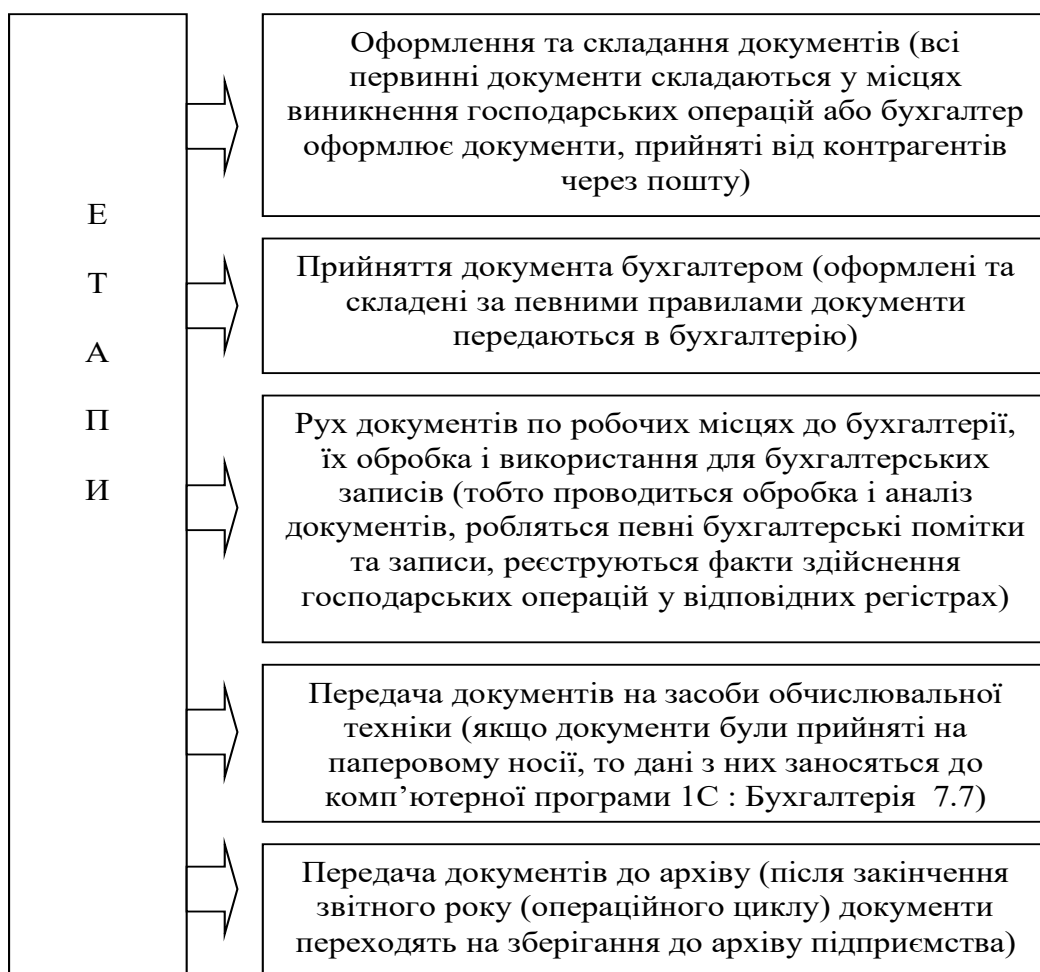 ЕТАПИ
Оформлення та складання документів (всі
первинні документи складаються у місцях
виникнення господарських операцій або бухгалтер
оформлює документи, прийняті від контрагентів
через пошту)
Прийняття документа бухгалтером (оформлені та
складені за певними правилами документи
передаються в бухгалтерію)
Рух документів по робочих місцях до бухгалтерії,
їх обробка і використання для бухгалтерських
записів (тобто проводиться обробка і аналіз
документів, робляться певні бухгалтерські помітки
та записи, реєструються факти здійснення
господарських операцій у відповідних регістрах)
Передача документів на засоби обчислювальної
техніки (якщо документи були прийняті на
паперовому носії, то дані з них заносяться до
комп’ютерної програми 1С : Бухгалтерія 7.7)
Передача документів до архіву (після закінчення
звітного року (операційного циклу) документи
переходять на зберігання до архіву підприємства)